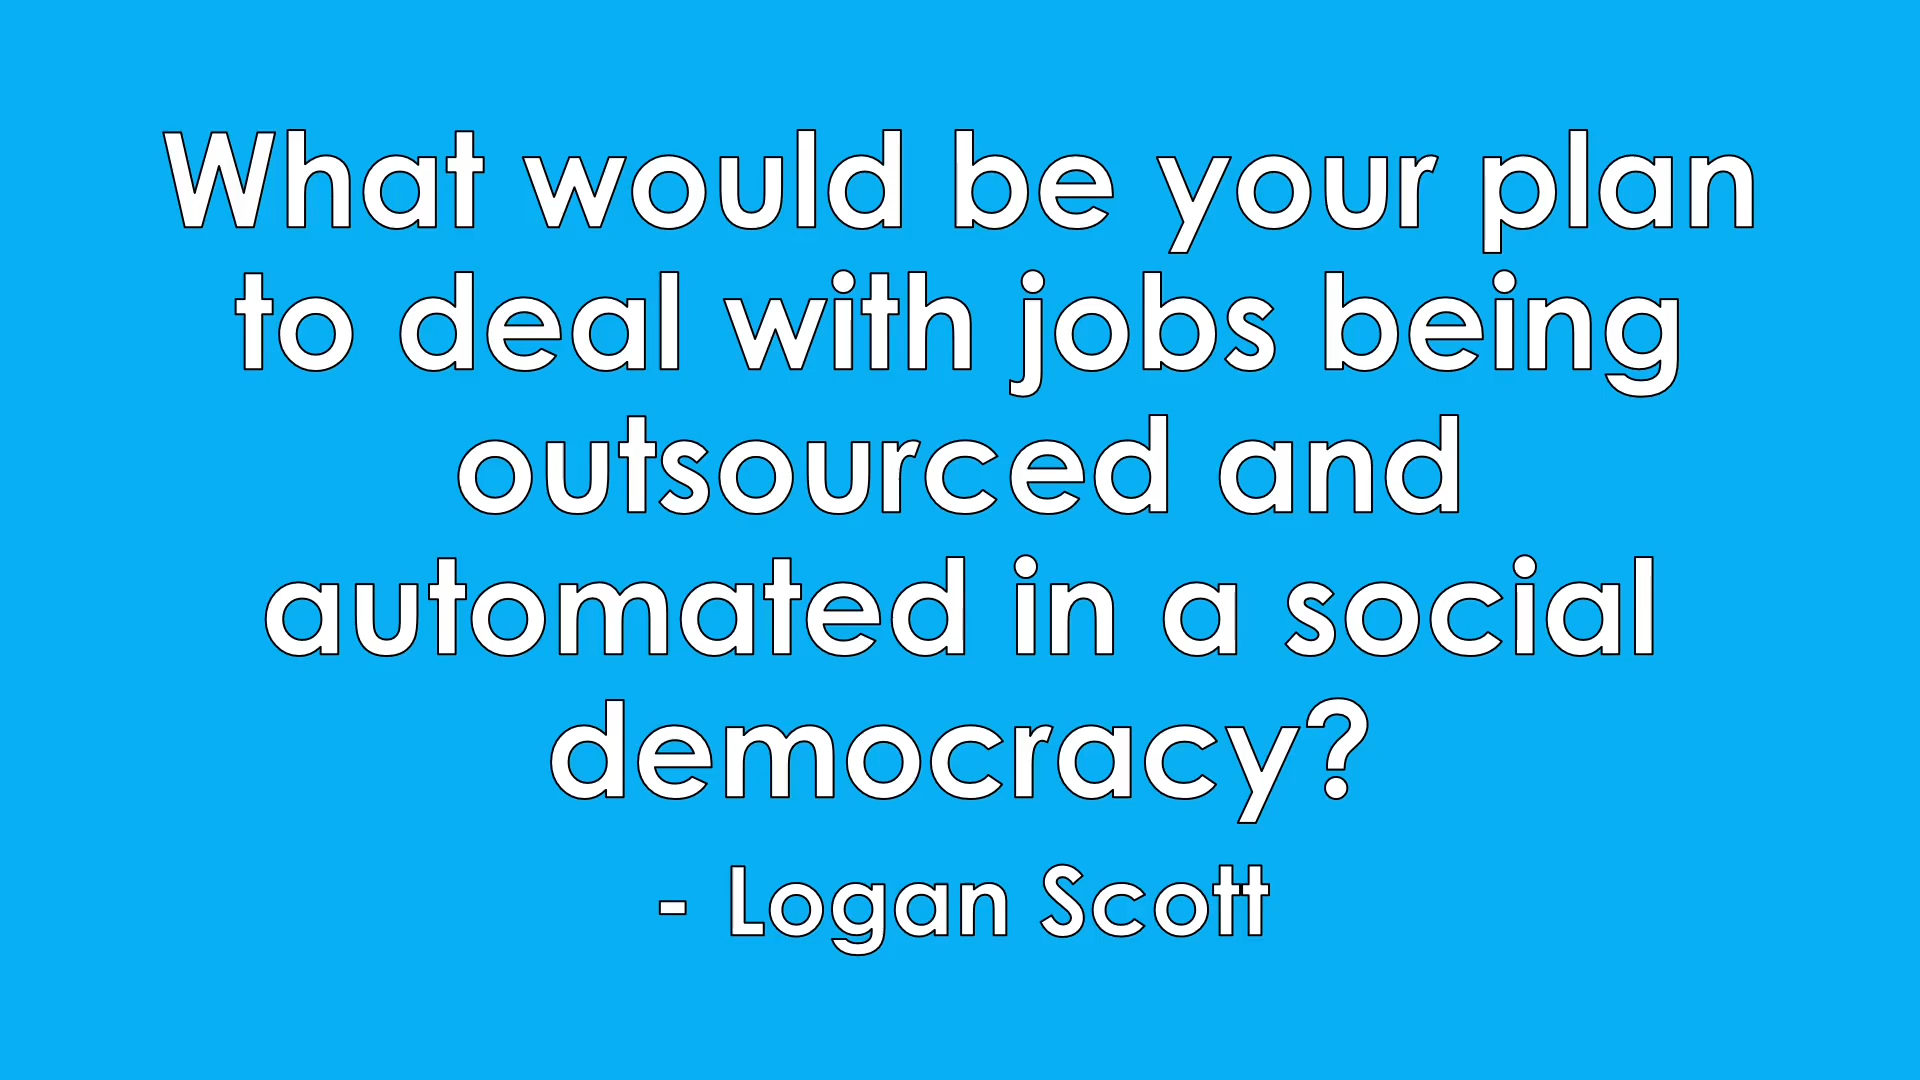 What would be your plan
to deal with jobs being
outsourced and
automated in a social
democracy?
- Logan Scott